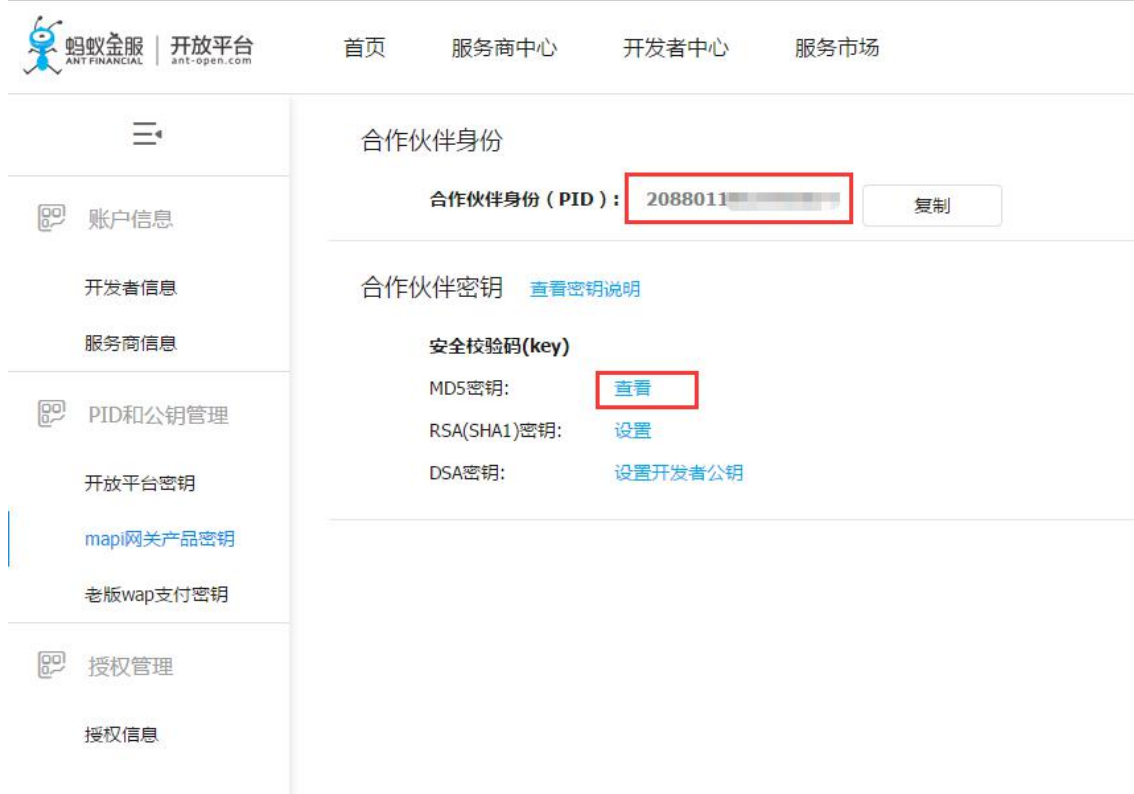 蚂蚁金服 开放平台
ANT FINANCIAL ant-open.com
首页 服务商中心 开发者中心 服务市场
账户信息
开发者信息
服务商信息
PID和公钥管理
开放平台密钥
mapi网关产品密钥
老版wap支付密钥
授权管理
授权信息
合作伙伴身份
合作伙伴身份（PID）: 2088011 复制
合作伙伴密钥 查看密钥说明
安全校验码(key)
MD5密钥: 查看
RSA(SHA1)密钥: 设置
DSA密钥: 设置开发者公钥